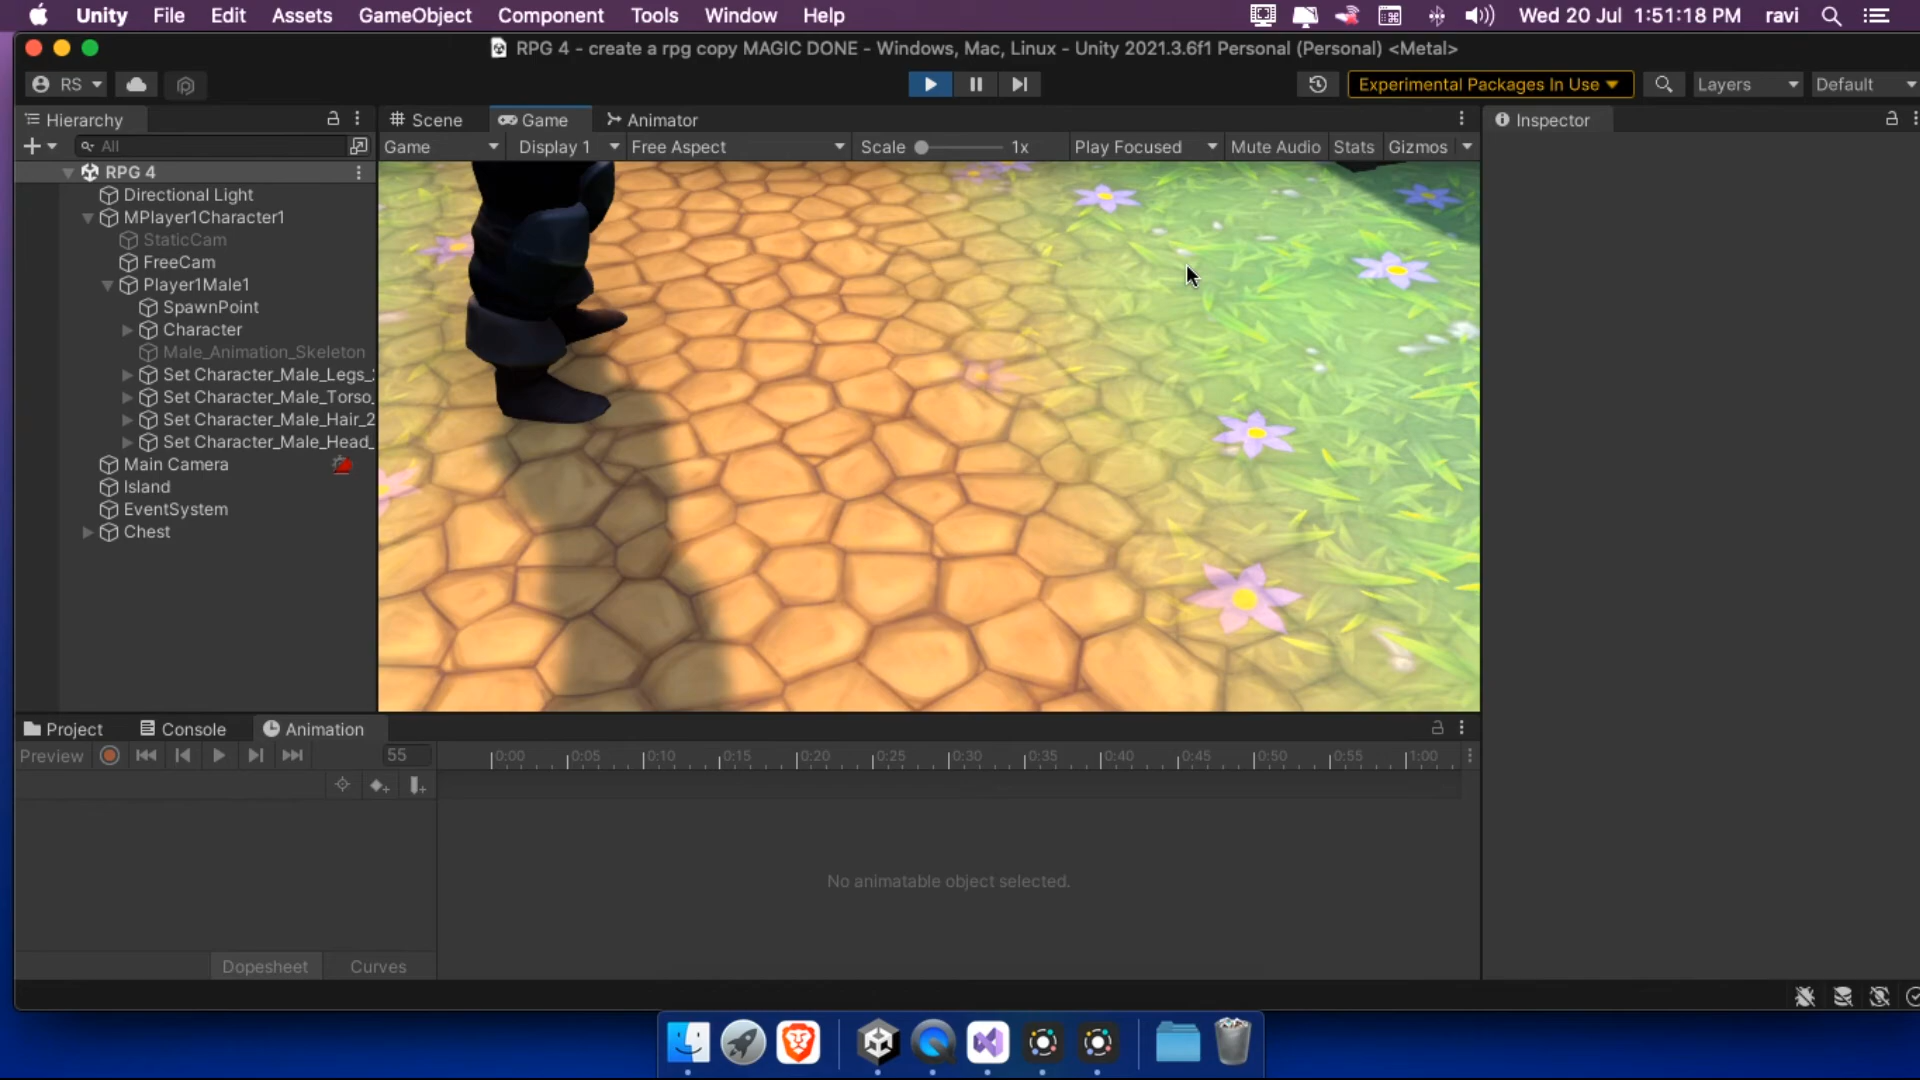 Unity File Edit Assets GameObject Component Tools Window Help Wed 20 Jul 1:51:18 PM ravi
RPG 4 - create a rpg copy MAGIC DONE - Windows, Mac, Linux - Unity 2021.3.6f1 Personal (Personal) <Metal>
RS Experimental Packages In Use Layers Default
Hierarchy Scene Game Animator Inspector
All Game Display 1 Free Aspect Scale 1x Play Focused Mute Audio Stats Gizmos
RPG 4
Directional Light
MPlayer1Character1
StaticCam
FreeCam
Player1Male1
SpawnPoint
Character
Male_Animation_Skeleton
Set Character_Male_Legs_
Set Character_Male_Torso_
Set Character_Male_Hair_2
Set Character_Male_Head_
Main Camera
Island
EventSystem
Chest
Project Console Animation
Preview 55 0:00 0:05 0:10 0:15 0:20 0:25 0:30 0:35 0:40 0:45 0:50 0:55 1:00
No animatable object selected.
Dopesheet Curves